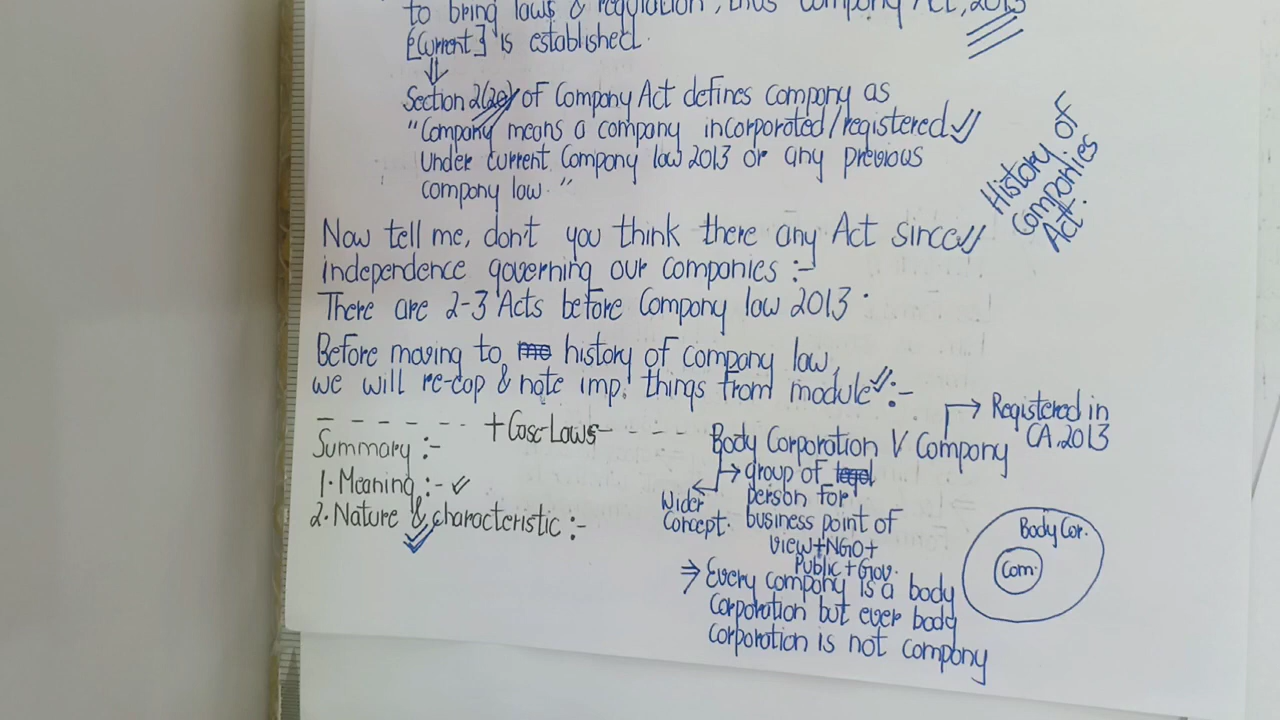 to bring laws & regulation, thus Company Act, 2013
[Current] is established.
Section 2(20) of Company Act defines company as
"Company means a company incorporated/registered
under current Company law 2013 or any previous
company law."
History of
Companies
Act.
Now tell me, don't you think there any Act since
independence governing our companies :-
There are 2-3 Acts before Company law 2013.
Before moving to history of company law,
we will re-cap & note imp. things from module :-
+ Case-Laws
Summary :-
1. Meaning :-
2. Nature & characteristic :-
Body Corporation V Company
Registered in
CA.2013
Wider
Concept.
group of
person for
business point of
view+NGO+
Public+Gov.
Every company is a body
Corporation but ever body
corporation is not company
Body Cor.
Com.